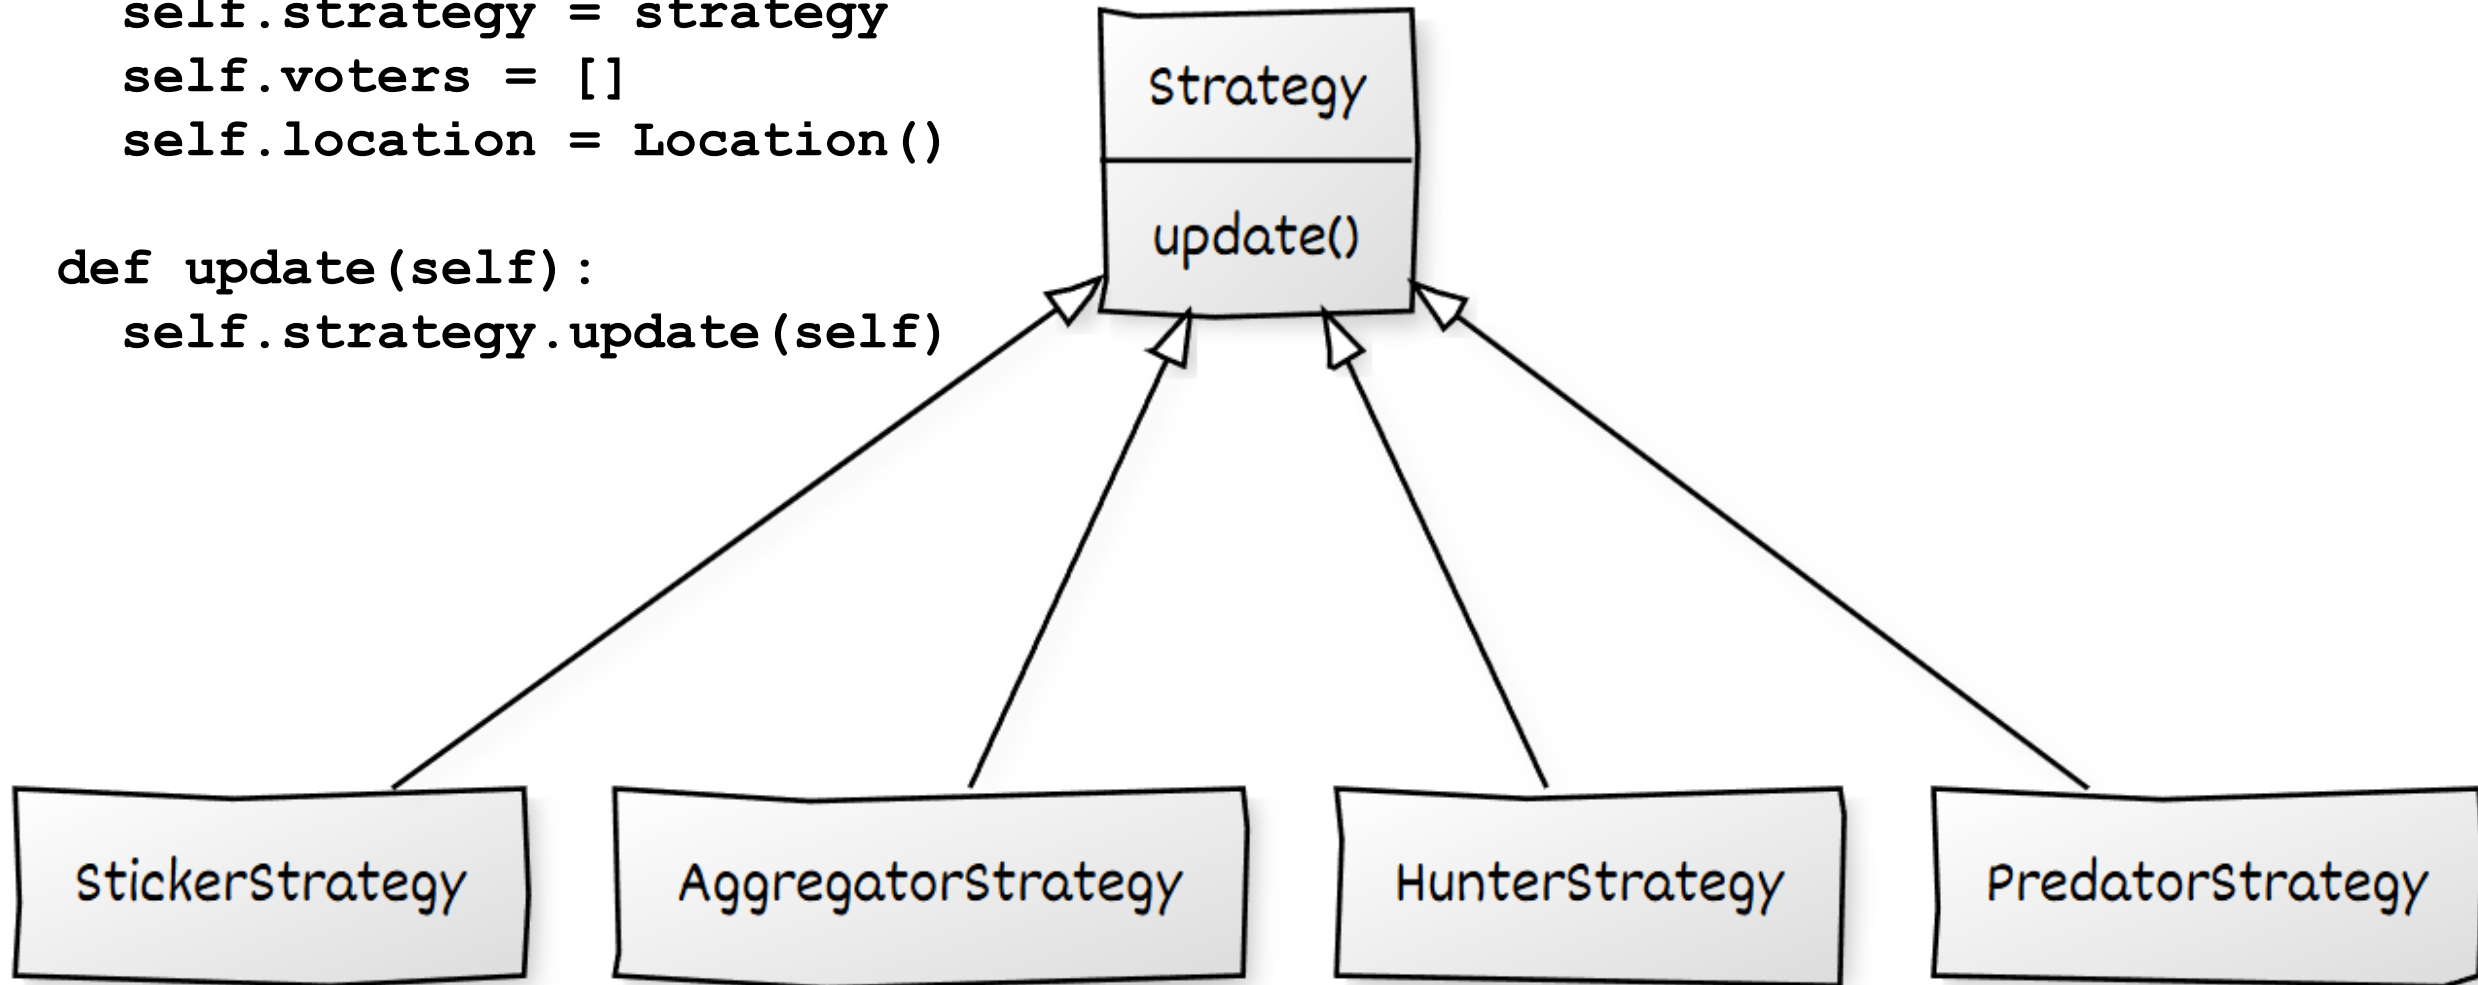 self.strategy = strategy
self.voters = []
self.location = Location()
def update(self):
self.strategy.update(self)
Strategy
update()
StickerStrategy
AggregatorStrategy
HunterStrategy
PredatorStrategy